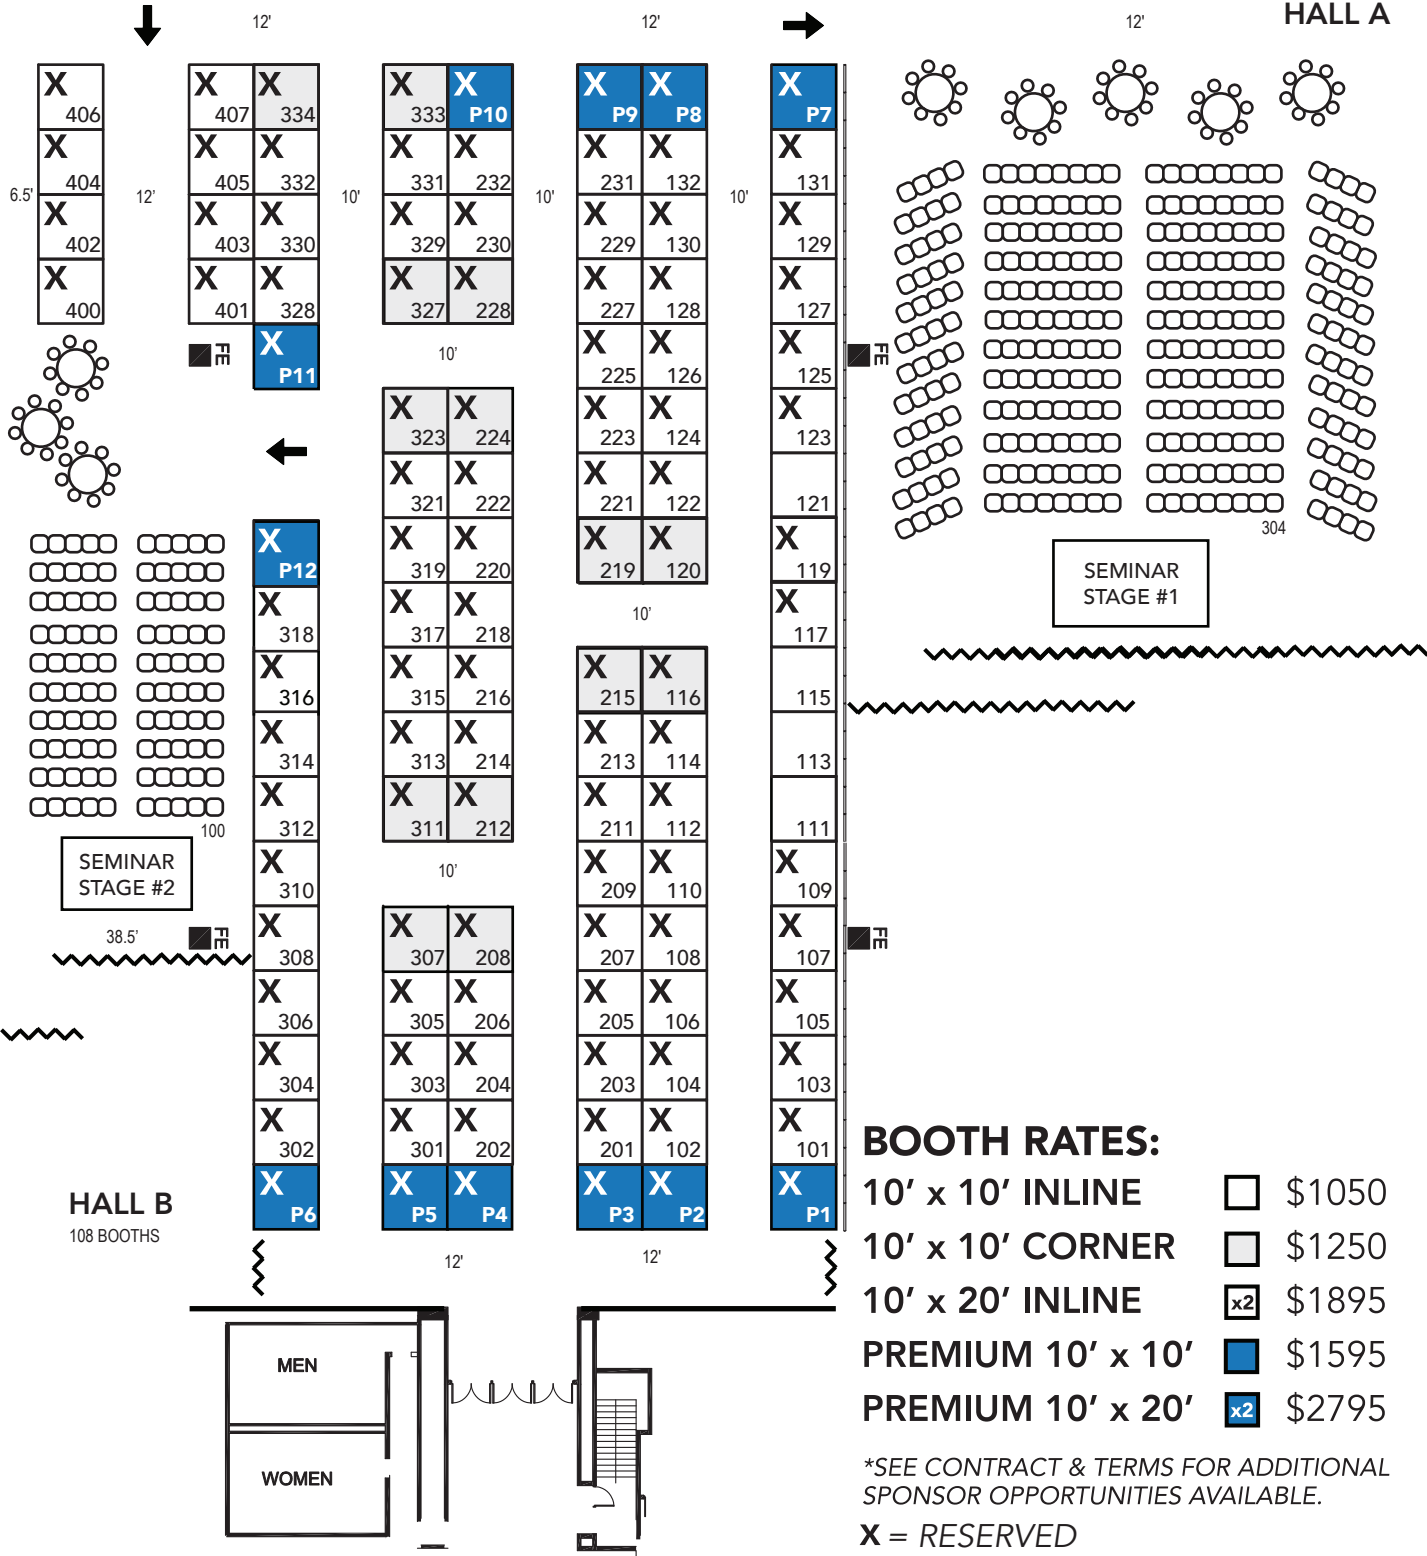 12'
12'
12'
HALL A
X X X X X X X X
406 407 334 333 P10 P9 P8 P7
X X X X X X X X
404 405 332 331 232 231 132 131
6.5' 12' 10' 10' 10'
X X X X X X X X
402 403 330 329 230 229 130 129
X X X X X X X X
400 401 328 327 228 227 128 127
FE X 10' X X X FE
P11 225 126 125
X X X X X
323 224 223 124 123
X X X X
321 222 221 122 121
304
X X X X X X
P12 319 220 219 120 119
SEMINAR
STAGE #1
X X X 10' X
318 317 218 117
X X X X X
316 315 216 215 116 115
X X X X X
314 313 214 213 114 113
X X X X X
312 311 212 211 112 111
100
SEMINAR
STAGE #2
X 10' X X X
310 209 110 109
38.5' FE X X X X X X FE
308 307 208 207 108 107
X X X X X X
306 305 206 205 106 105
X X X X X X
304 303 204 203 104 103
X X X X X X
302 301 202 201 102 101
X X X X X X
P6 P5 P4 P3 P2 P1
HALL B
108 BOOTHS
12' 12'
MEN
WOMEN
BOOTH RATES:
10' x 10' INLINE $1050
10' x 10' CORNER $1250
10' x 20' INLINE x2 $1895
PREMIUM 10' x 10' $1595
PREMIUM 10' x 20' x2 $2795
*SEE CONTRACT & TERMS FOR ADDITIONAL
SPONSOR OPPORTUNITIES AVAILABLE.
X = RESERVED